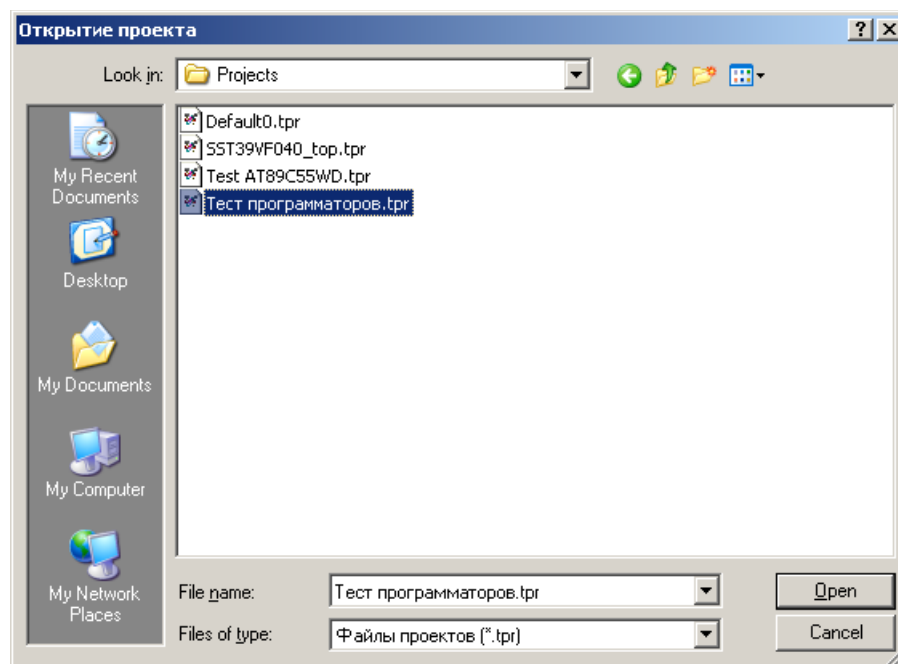 Открытие проекта
Look in: Projects
Default0.tpr
SST39VF040_top.tpr
Test AT89C55WD.tpr
Тест программаторов.tpr
My Recent
Documents
Desktop
My Documents
My Computer
My Network
Places
File name: Тест программаторов.tpr Open
Files of type: Файлы проектов (*.tpr) Cancel